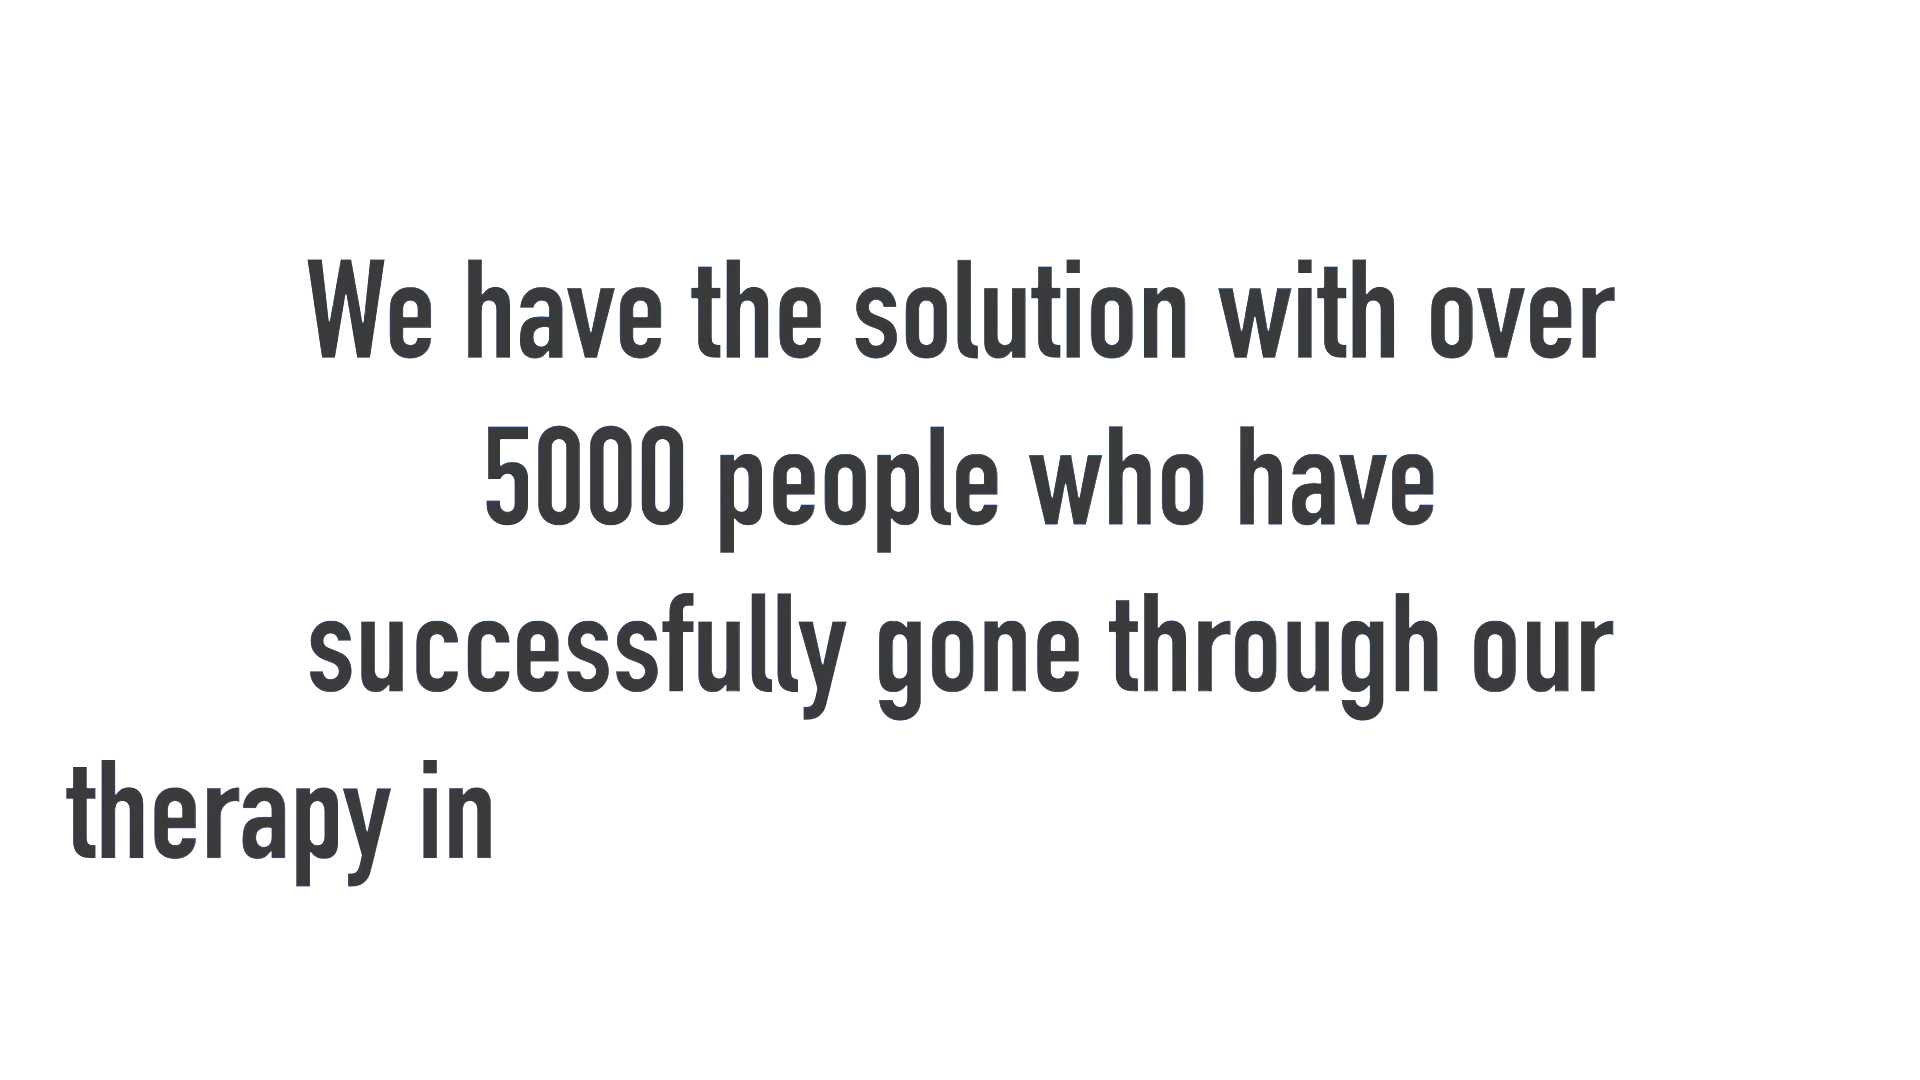 We have the solution with over
5000 people who have
successfully gone through our
therapy in